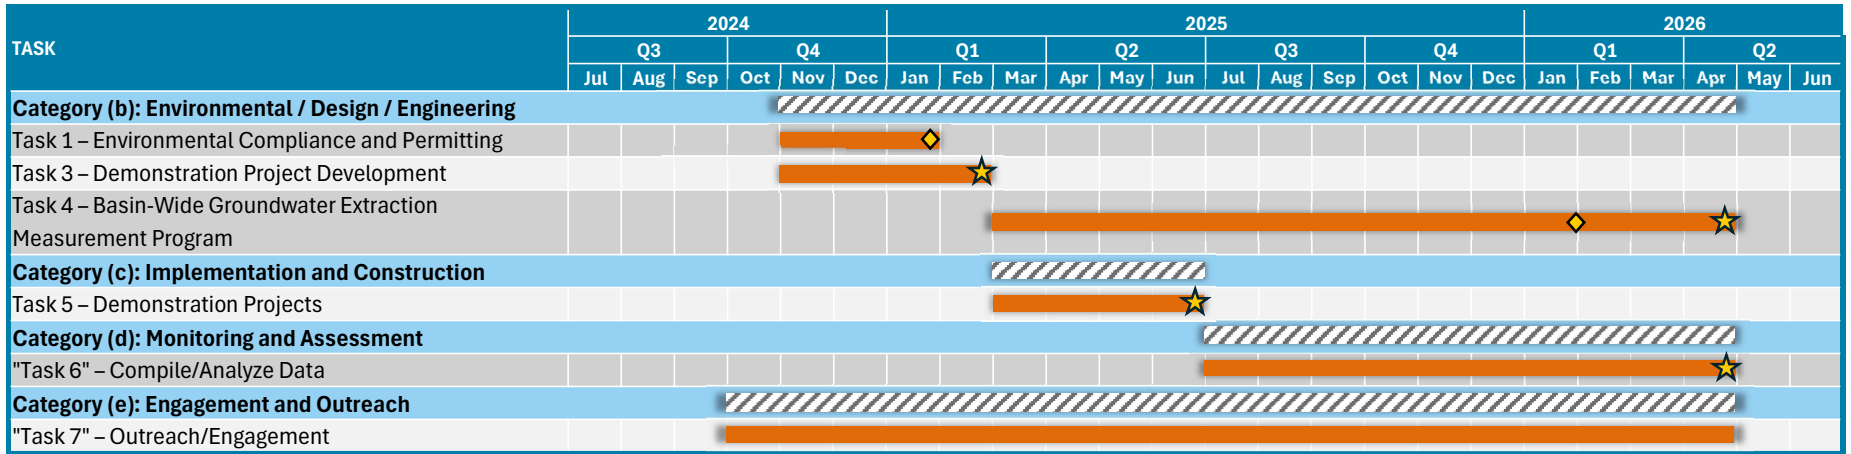 2024 2025 2026
TASK
Q3 Q4 Q1 Q2 Q3 Q4 Q1 Q2
Jul Aug Sep Oct Nov Dec Jan Feb Mar Apr May Jun Jul Aug Sep Oct Nov Dec Jan Feb Mar Apr May Jun
Category (b): Environmental / Design / Engineering
Task 1 – Environmental Compliance and Permitting
Task 3 – Demonstration Project Development
Task 4 – Basin-Wide Groundwater Extraction
Measurement Program
Category (c): Implementation and Construction
Task 5 – Demonstration Projects
Category (d): Monitoring and Assessment
"Task 6" – Compile/Analyze Data
Category (e): Engagement and Outreach
"Task 7" – Outreach/Engagement